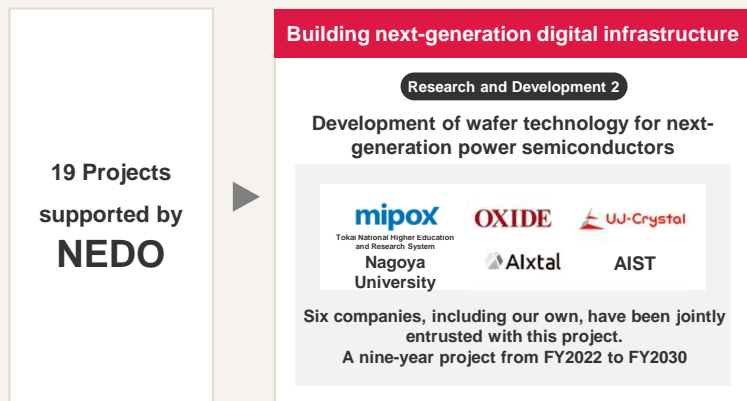 19 Projects
supported by
NEDO
Building next-generation digital infrastructure
Research and Development 2
Development of wafer technology for next-
generation power semiconductors
mipox
OXIDE
UJ-Crystal
Tokai National Higher Education
and Research System
Nagoya
University
AIxtal
AIST
Six companies, including our own, have been jointly
entrusted with this project.
A nine-year project from FY2022 to FY2030